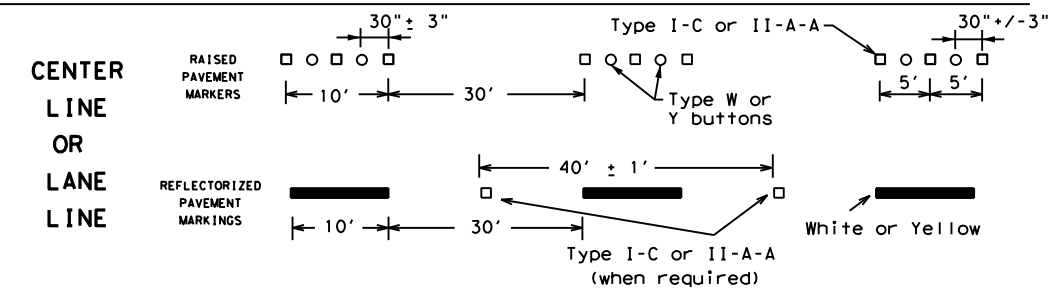 30"± 3"
Type I-C or II-A-A
30"+/-3"
CENTER
LINE
OR
LANE
LINE
RAISED
PAVEMENT
MARKERS
10'
30'
Type W or
Y buttons
5'
5'
40' ± 1'
REFLECTORIZED
PAVEMENT
MARKINGS
10'
30'
Type I-C or II-A-A
(when required)
White or Yellow